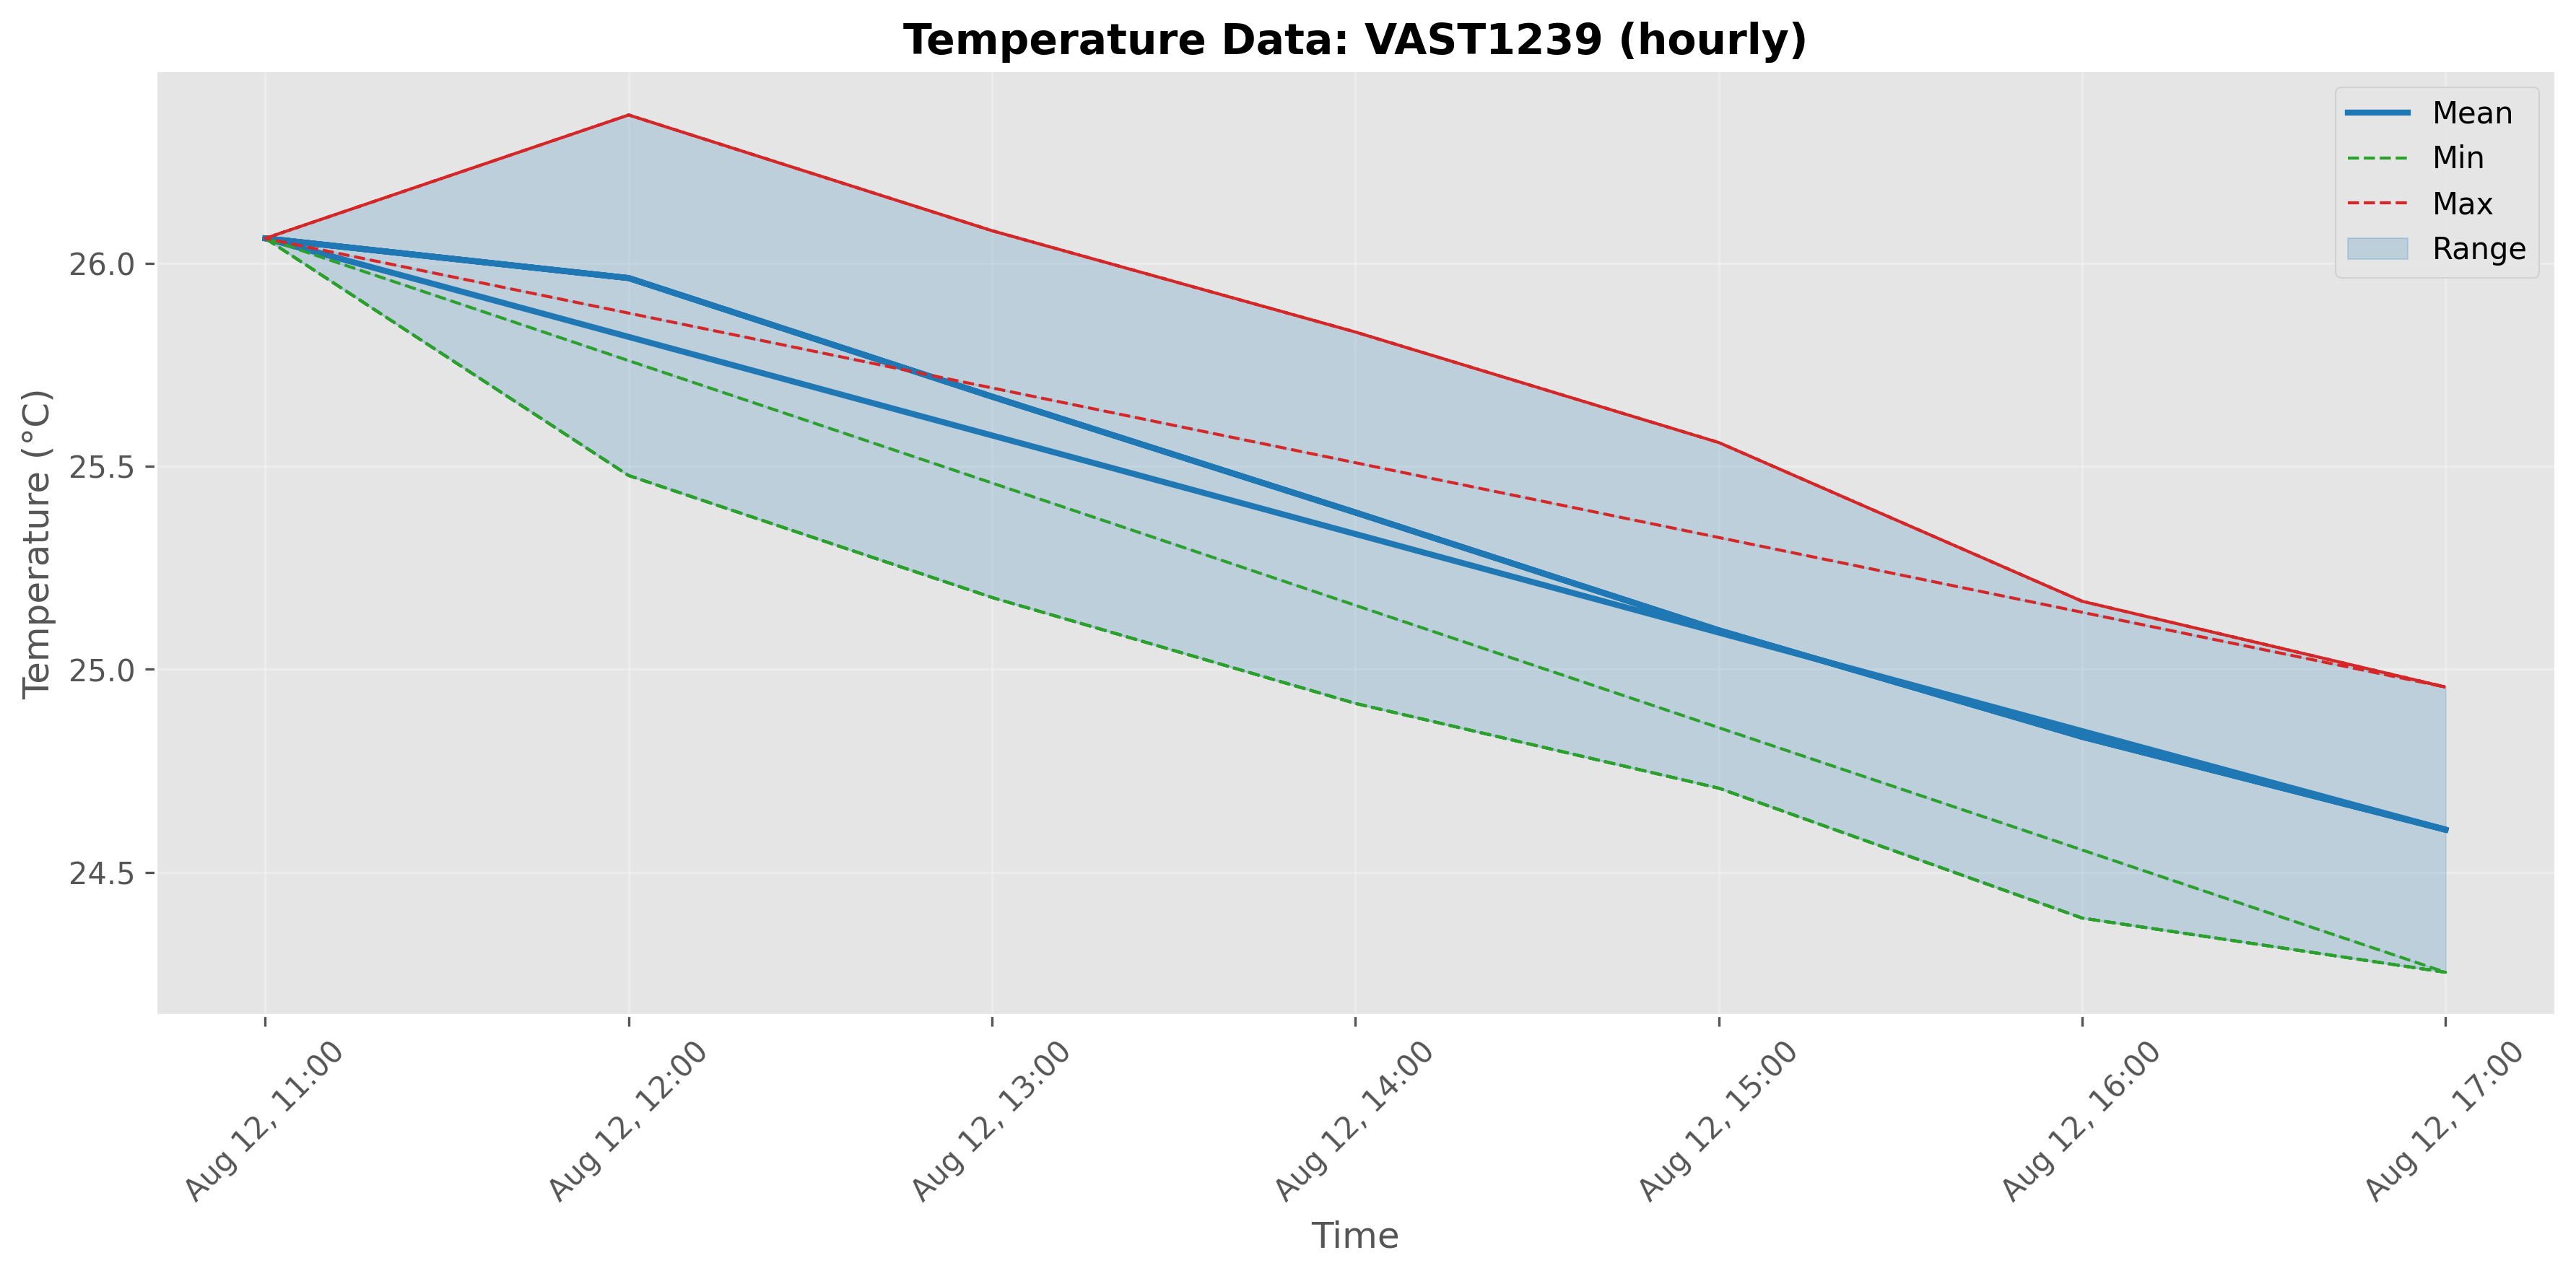 Temperature Data: VAST1239 (hourly)
Mean
Min
Max
Range
Temperature (°C)
26.0
25.5
25.0
24.5
Aug 12, 11:00
Aug 12, 12:00
Aug 12, 13:00
Aug 12, 14:00
Aug 12, 15:00
Aug 12, 16:00
Aug 12, 17:00
Time